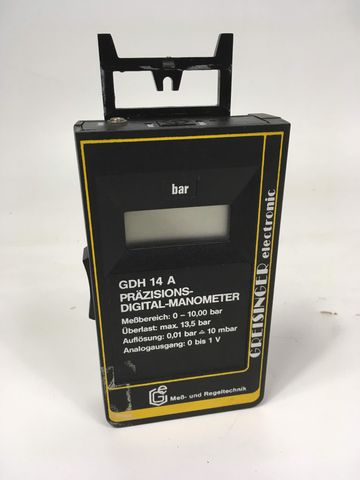 bar
GDH 14 A
PRÄZISIONS-
DIGITAL-MANOMETER
Meßbereich: 0 – 10,00 bar
Überlast: max. 13,5 bar
Auflösung: 0,01 bar ≙ 10 mbar
Analogausgang: 0 bis 1 V
GREISINGER electronic
Ge Meß- und Regeltechnik